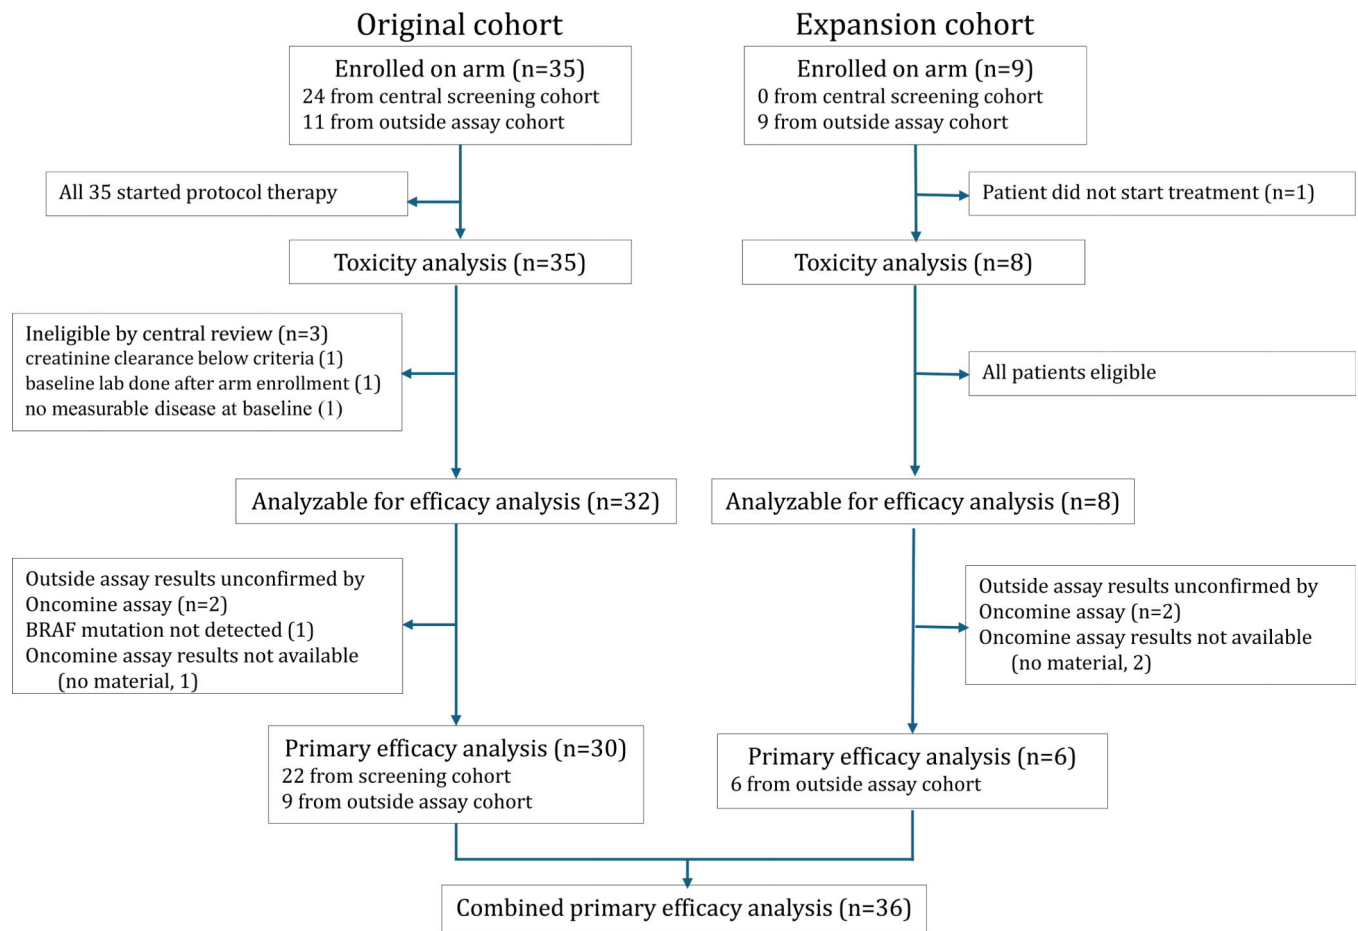 Original cohort
Enrolled on arm (n=35)
24 from central screening cohort
11 from outside assay cohort
All 35 started protocol therapy
Toxicity analysis (n=35)
Ineligible by central review (n=3)
creatinine clearance below criteria (1)
baseline lab done after arm enrollment (1)
no measurable disease at baseline (1)
Analyzable for efficacy analysis (n=32)
Outside assay results unconfirmed by
Oncomine assay (n=2)
BRAF mutation not detected (1)
Oncomine assay results not available
(no material, 1)
Primary efficacy analysis (n=30)
22 from screening cohort
9 from outside assay cohort
Expansion cohort
Enrolled on arm (n=9)
0 from central screening cohort
9 from outside assay cohort
Patient did not start treatment (n=1)
Toxicity analysis (n=8)
All patients eligible
Analyzable for efficacy analysis (n=8)
Outside assay results unconfirmed by
Oncomine assay (n=2)
Oncomine assay results not available
(no material, 2)
Primary efficacy analysis (n=6)
6 from outside assay cohort
Combined primary efficacy analysis (n=36)